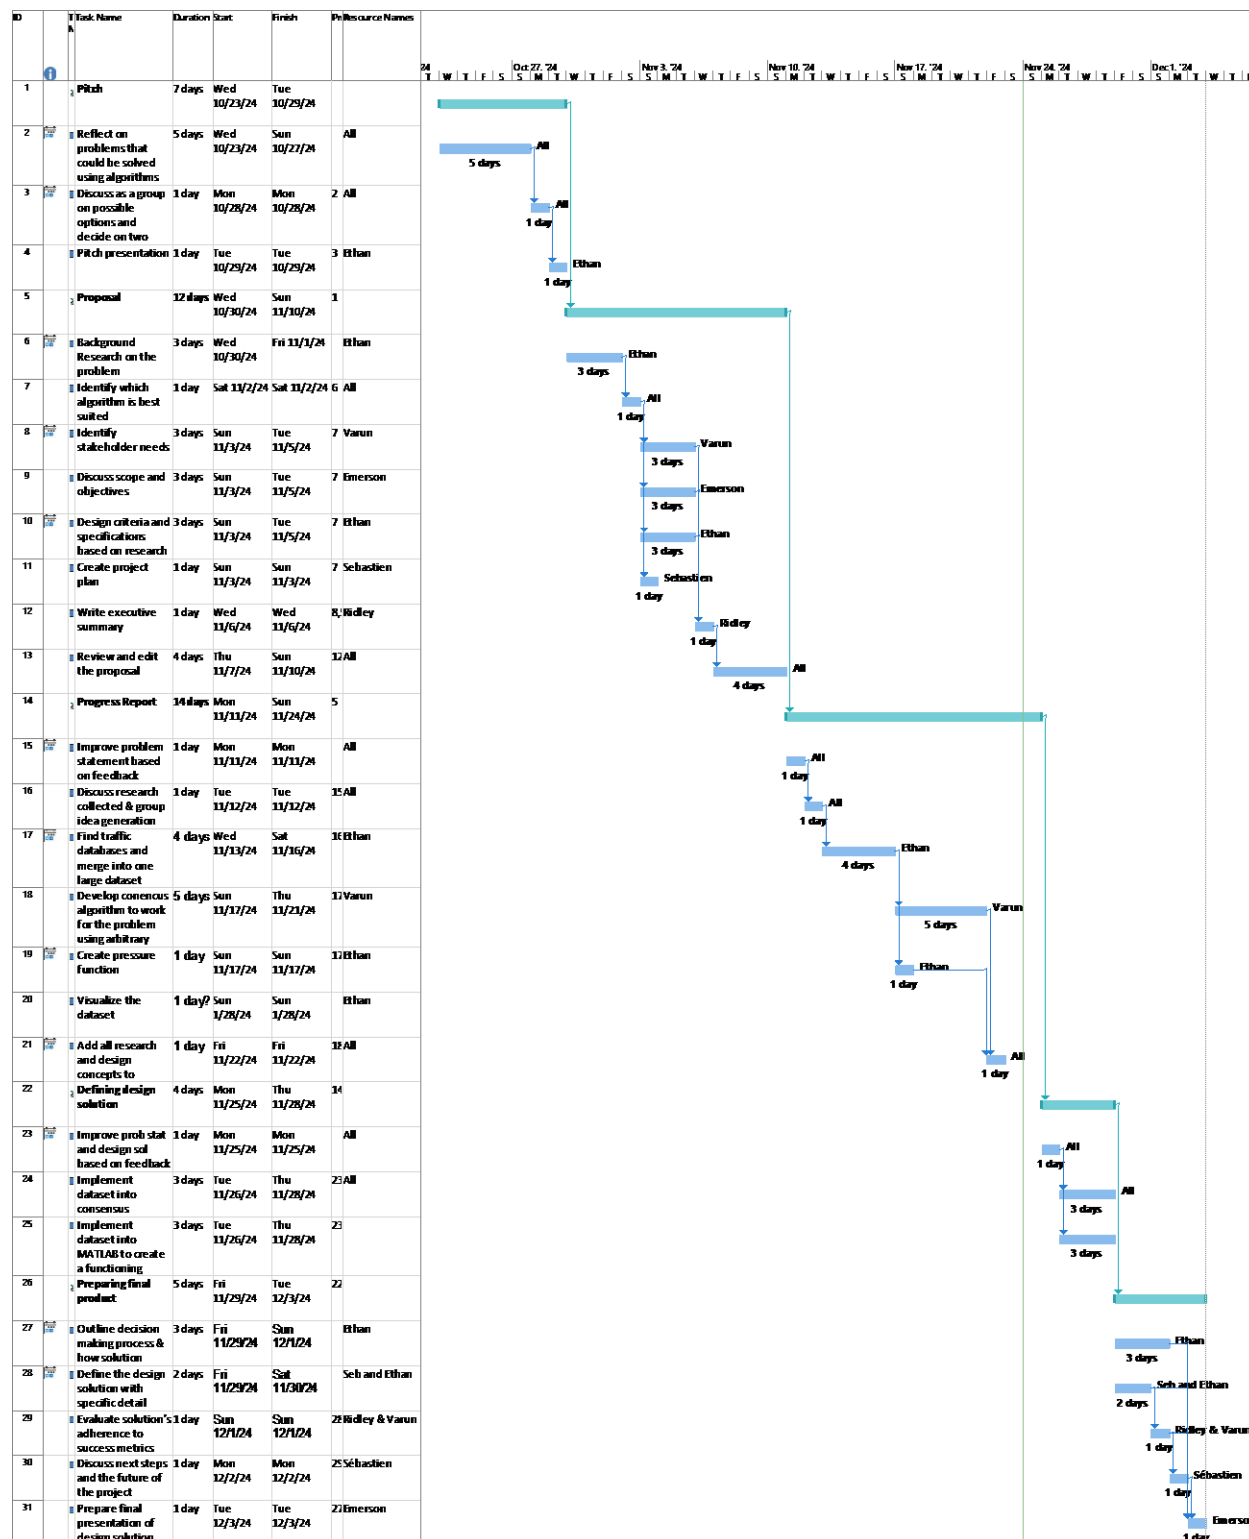 ID T Task Name Duration Start Finish Pr Resource Names
24 Oct 27, '24 Nov 3, '24 Nov 10, '24 Nov 17, '24 Nov 24, '24 Dec 1, '24
T W T F S S M T W T F S S M T W T F S S M T W T F S S M T W T F S S M T W T F S S M T W T
1 Pitch 7 days Wed 10/23/24 Tue 10/29/24
2 Reflect on problems that could be solved using algorithms 5 days Wed 10/23/24 Sun 10/27/24 All
All
5 days
3 Discuss as a group on possible options and decide on two 1 day Mon 10/28/24 Mon 10/28/24 2 All
All
1 day
4 Pitch presentation 1 day Tue 10/29/24 Tue 10/29/24 3 Ethan
Ethan
1 day
5 Proposal 12 days Wed 10/30/24 Sun 11/10/24 1
6 Background Research on the problem 3 days Wed 10/30/24 Fri 11/1/24 Ethan
Ethan
3 days
7 Identify which algorithm is best suited 1 day Sat 11/2/24 Sat 11/2/24 6 All
All
1 day
8 Identify stakeholder needs 3 days Sun 11/3/24 Tue 11/5/24 7 Varun
Varun
3 days
9 Discuss scope and objectives 3 days Sun 11/3/24 Tue 11/5/24 7 Emerson
Emerson
3 days
10 Design criteria and specifications based on research 3 days Sun 11/3/24 Tue 11/5/24 7 Ethan
Ethan
3 days
11 Create project plan 1 day Sun 11/3/24 Sun 11/3/24 7 Sebastien
Sebastien
1 day
12 Write executive summary 1 day Wed 11/6/24 Wed 11/6/24 8, Ridley
Ridley
1 day
13 Review and edit the proposal 4 days Thu 11/7/24 Sun 11/10/24 12 All
All
4 days
14 Progress Report 14 days Mon 11/11/24 Sun 11/24/24 5
15 Improve problem statement based on feedback 1 day Mon 11/11/24 Mon 11/11/24 All
All
1 day
16 Discuss research collected & group idea generation 1 day Tue 11/12/24 Tue 11/12/24 15 All
All
1 day
17 Find traffic databases and merge into one large dataset 4 days Wed 11/13/24 Sat 11/16/24 16 Ethan
Ethan
4 days
18 Develop conencus algorithm to work for the problem using arbitrary 5 days Sun 11/17/24 Thu 11/21/24 17 Varun
Varun
5 days
19 Create pressure function 1 day Sun 11/17/24 Sun 11/17/24 17 Ethan
Ethan
1 day
20 Visualize the dataset 1 day? Sun 1/28/24 Sun 1/28/24 Ethan
21 Add all research and design concepts to 1 day Fri 11/22/24 Fri 11/22/24 18 All
All
1 day
22 Defining design solution 4 days Mon 11/25/24 Thu 11/28/24 14
23 Improve prob stat and design sol based on feedback 1 day Mon 11/25/24 Mon 11/25/24 All
All
1 day
24 Implement dataset into consensus 3 days Tue 11/26/24 Thu 11/28/24 23 All
All
3 days
25 Implement dataset into MATLAB to create a functioning 3 days Tue 11/26/24 Thu 11/28/24 23
3 days
26 Preparing final product 5 days Fri 11/29/24 Tue 12/3/24 22
27 Outline decision making process & how solution 3 days Fri 11/29/24 Sun 12/1/24 Ethan
Ethan
3 days
28 Define the design solution with specific detail 2 days Fri 11/29/24 Sat 11/30/24 Seb and Ethan
Seb and Ethan
2 days
29 Evaluate solution's adherence to success metrics 1 day Sun 12/1/24 Sun 12/1/24 28 Ridley & Varun
Ridley & Varun
1 day
30 Discuss next steps and the future of the project 1 day Mon 12/2/24 Mon 12/2/24 29 Sébastien
Sébastien
1 day
31 Prepare final presentation of design solution 1 day Tue 12/3/24 Tue 12/3/24 27 Emerson
Emerso
1 day